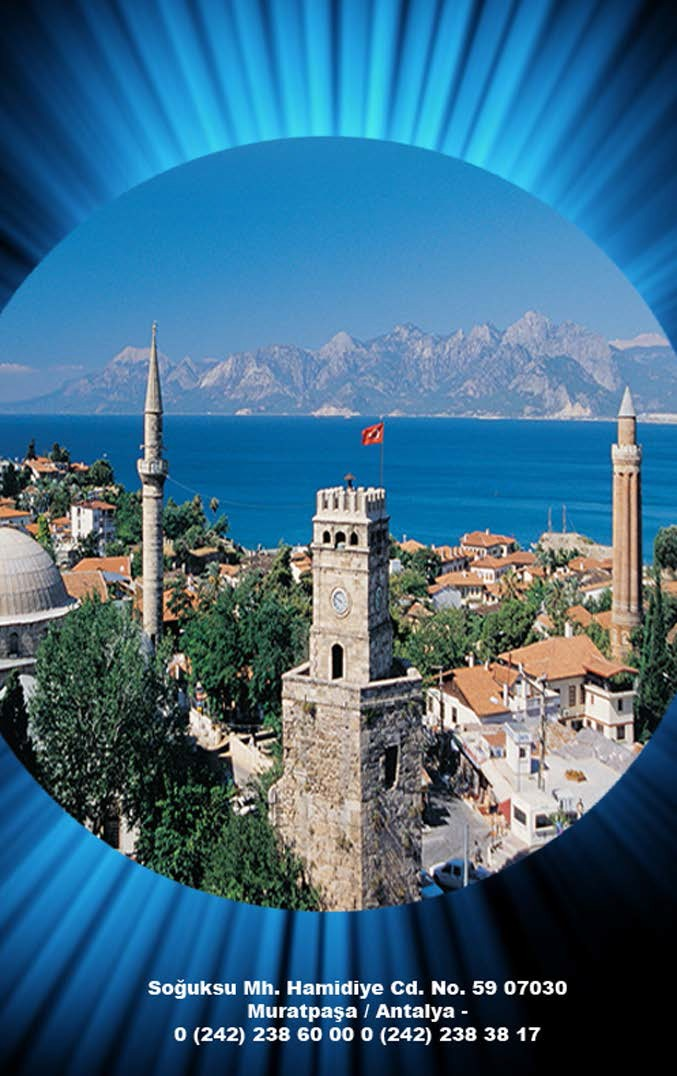 Soğuksu Mh. Hamidiye Cd. No. 59 07030
Muratpaşa / Antalya -
0 (242) 238 60 00 0 (242) 238 38 17